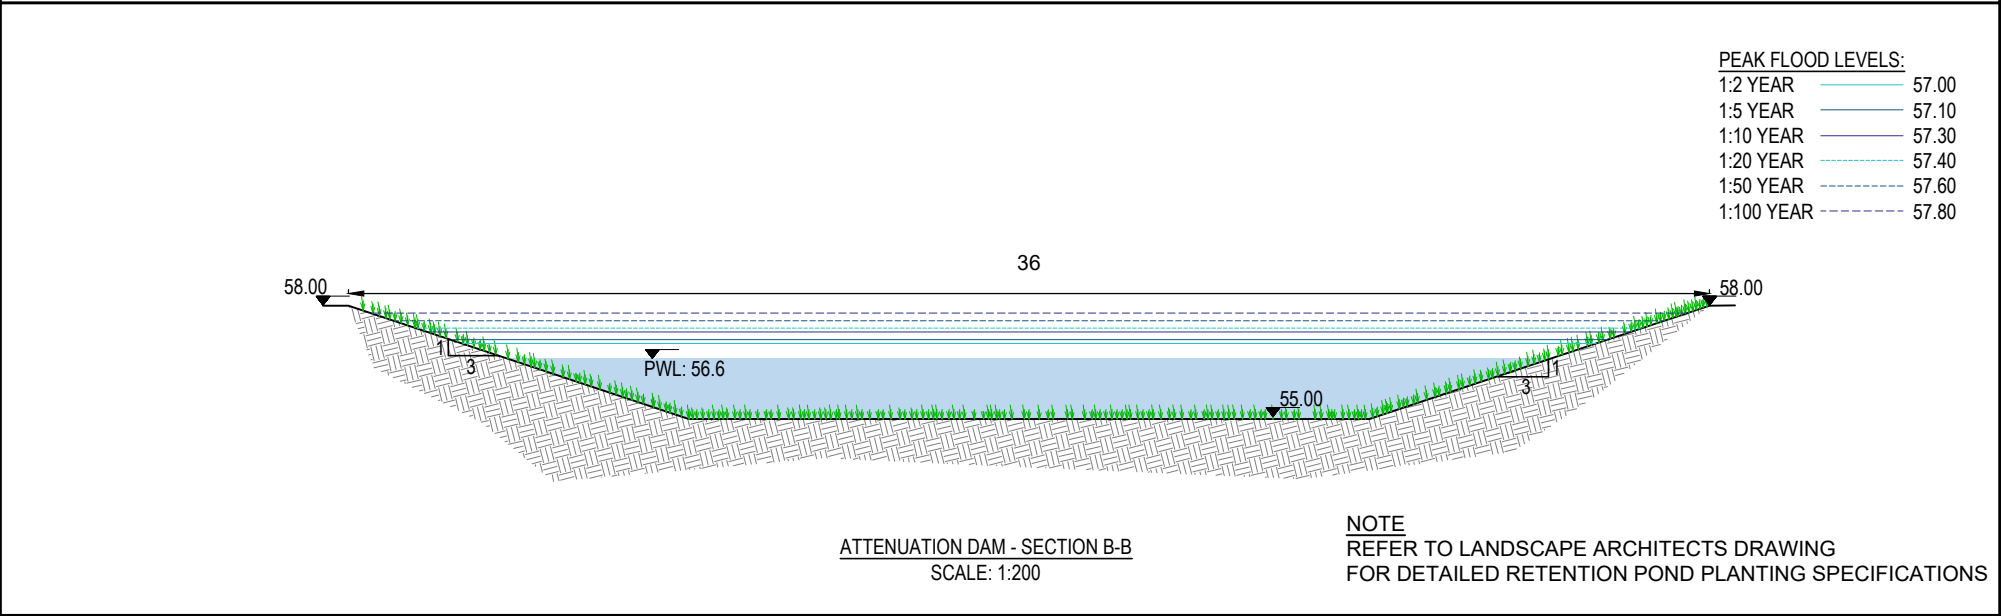 PEAK FLOOD LEVELS:
1:2 YEAR 57.00
1:5 YEAR 57.10
1:10 YEAR 57.30
1:20 YEAR 57.40
1:50 YEAR 57.60
1:100 YEAR 57.80
36
58.00
58.00
1
3
PWL: 56.6
1
3
55.00
ATTENUATION DAM - SECTION B-B
SCALE: 1:200
NOTE
REFER TO LANDSCAPE ARCHITECTS DRAWING
FOR DETAILED RETENTION POND PLANTING SPECIFICATIONS